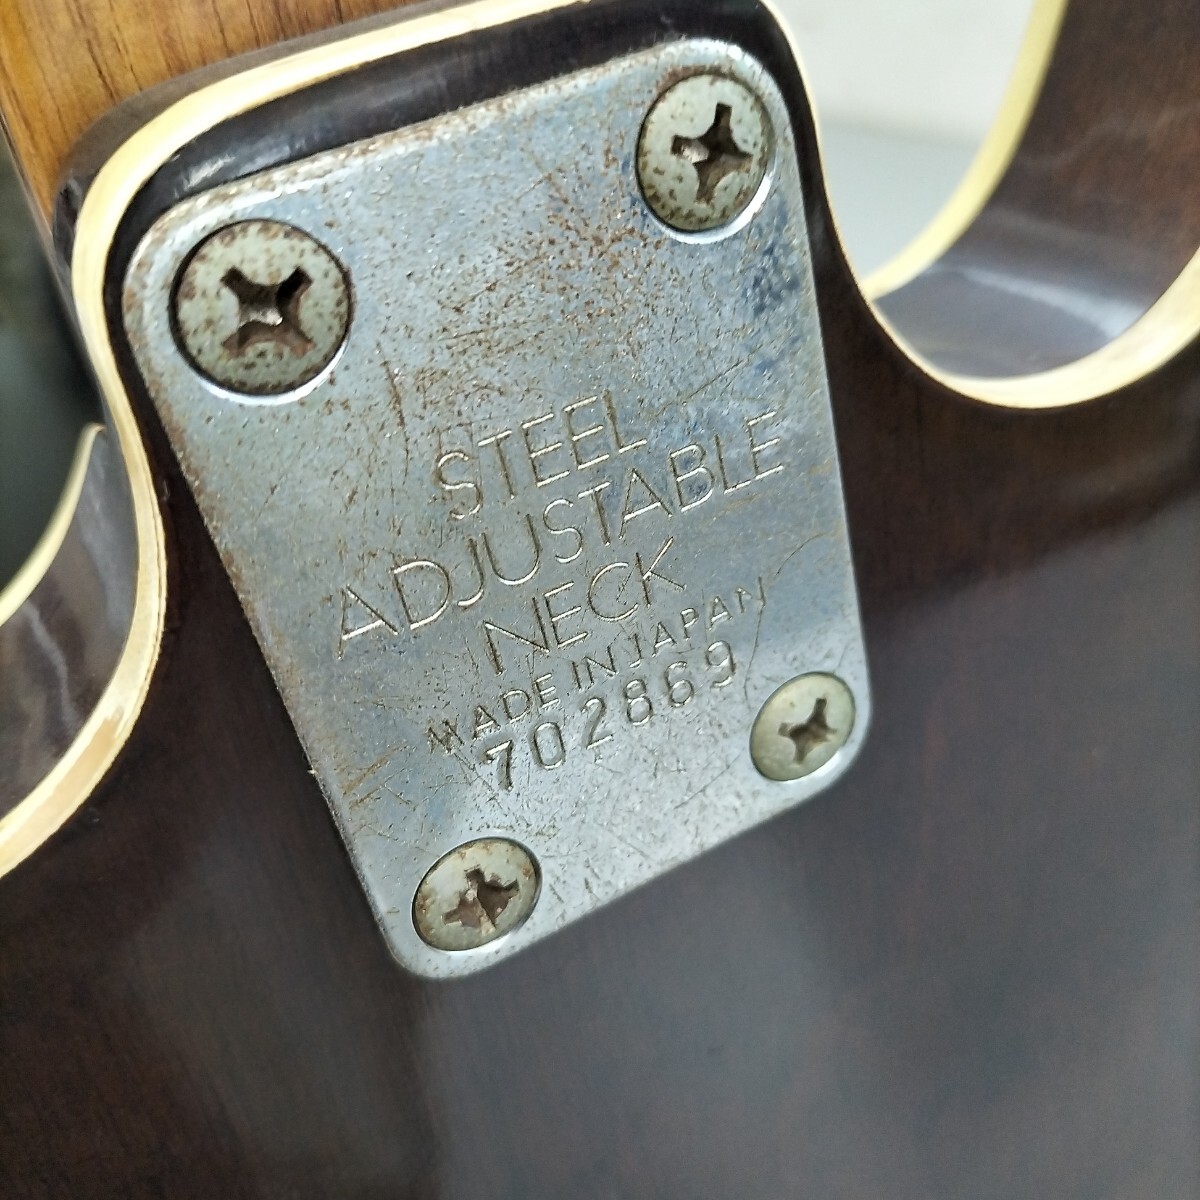 STEEL
ADJUSTABLE
NECK
MADE IN JAPAN
702869